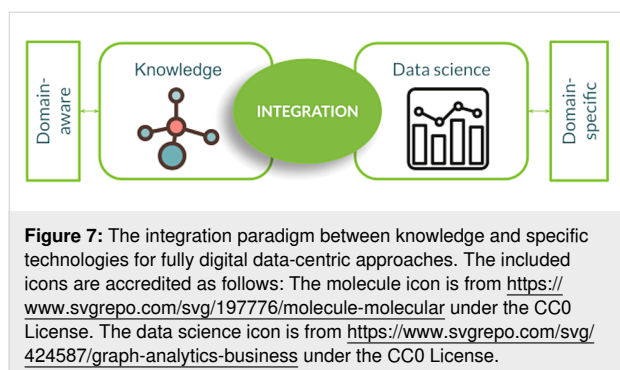 Domain-
aware
Knowledge
INTEGRATION
Data science
Domain-
specific
Figure 7: The integration paradigm between knowledge and specific
technologies for fully digital data-centric approaches. The included
icons are accredited as follows: The molecule icon is from https://
www.svgrepo.com/svg/197776/molecule-molecular under the CC0
License. The data science icon is from https://www.svgrepo.com/svg/
424587/graph-analytics-business under the CC0 License.